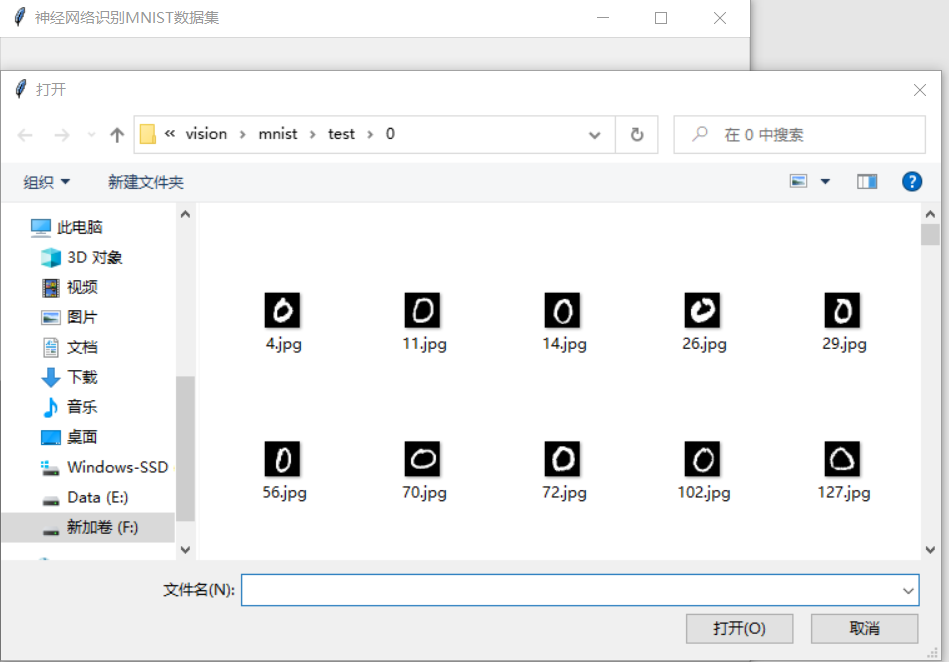 神经网络识别MNIST数据集
打开
« vision › mnist › test › 0
在 0 中搜索
组织
新建文件夹
此电脑
3D 对象
视频
图片
文档
下载
音乐
桌面
Windows-SSD
Data (E:)
新加卷 (F:)
4.jpg 11.jpg 14.jpg 26.jpg 29.jpg
56.jpg 70.jpg 72.jpg 102.jpg 127.jpg
文件名(N):
打开(O) 取消